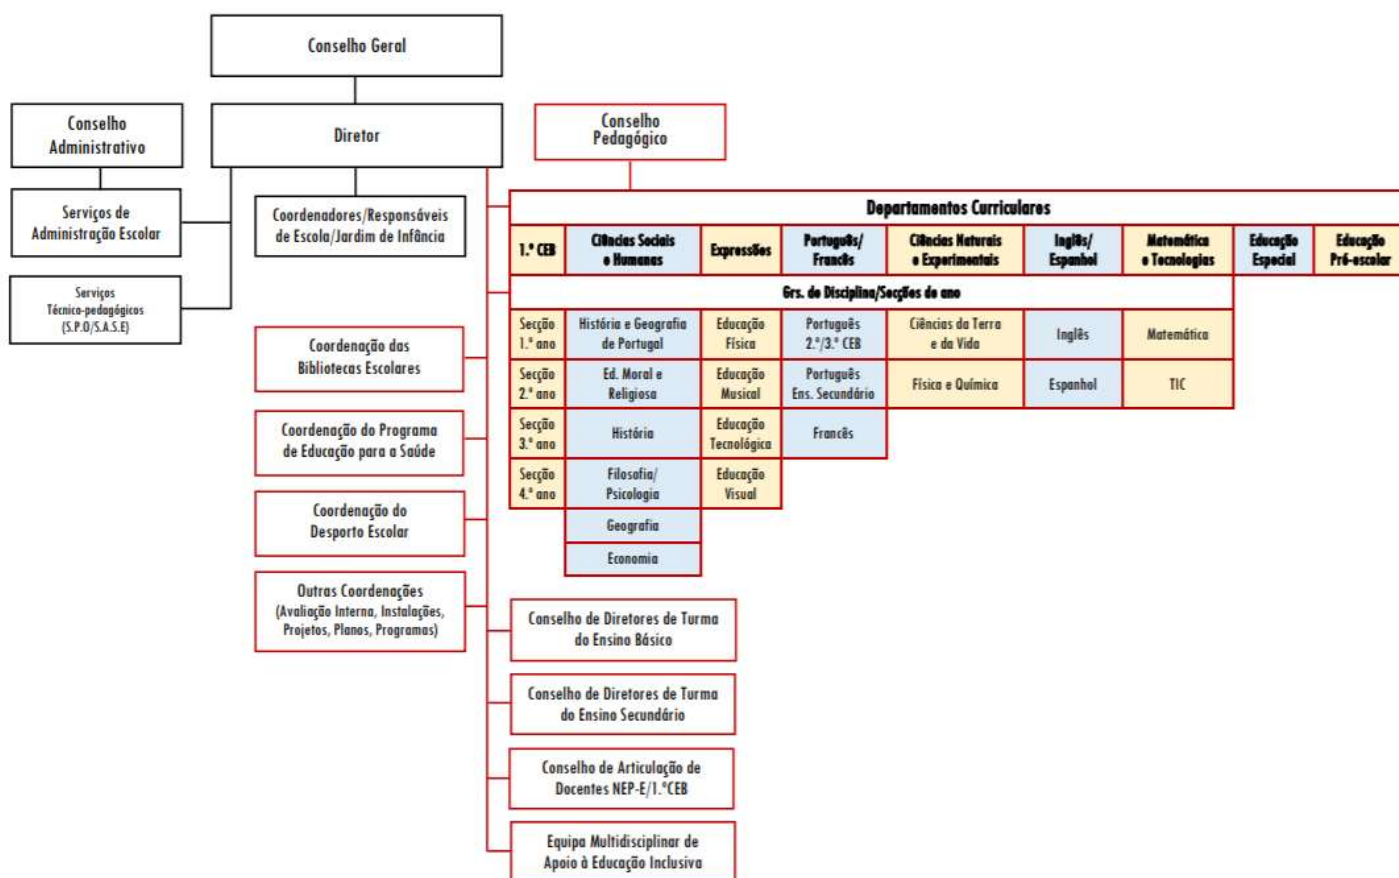 Conselho Geral
Conselho
Administrativo
Diretor
Conselho
Pedagógico
Serviços de
Administração Escolar
Coordenadores/Responsáveis
de Escola/Jardim de Infância
Serviços
Técnico-pedagógicos
(S.P.O/S.A.S.E)
Departamentos Curriculares
1.º CEB
Ciências Sociais
e Humanas
Expressões
Português/
Francês
Ciências Naturais
e Experimentais
Inglês/
Espanhol
Matemática
e Tecnologias
Educação
Especial
Educação
Pré-escolar
Grs. de Disciplina/Secções de ano
Secção
1.º ano
História e Geografia
de Portugal
Educação
Física
Português
2.º/3.º CEB
Ciências da Terra
e da Vida
Inglês
Matemática
Secção
2.º ano
Ed. Moral e
Religiosa
Educação
Musical
Português
Ens. Secundário
Física e Química
Espanhol
TIC
Secção
3.º ano
História
Educação
Tecnológica
Francês
Secção
4.º ano
Filosofia/
Psicologia
Educação
Visual
Geografia
Economia
Coordenação das
Bibliotecas Escolares
Coordenação do Programa
de Educação para a Saúde
Coordenação do
Desporto Escolar
Outras Coordenações
(Avaliação Interna, Instalações,
Projetos, Planos, Programas)
Conselho de Diretores de Turma
do Ensino Básico
Conselho de Diretores de Turma
do Ensino Secundário
Conselho de Articulação de
Docentes NEP-E/1.ºCEB
Equipa Multidisciplinar de
Apoio à Educação Inclusiva